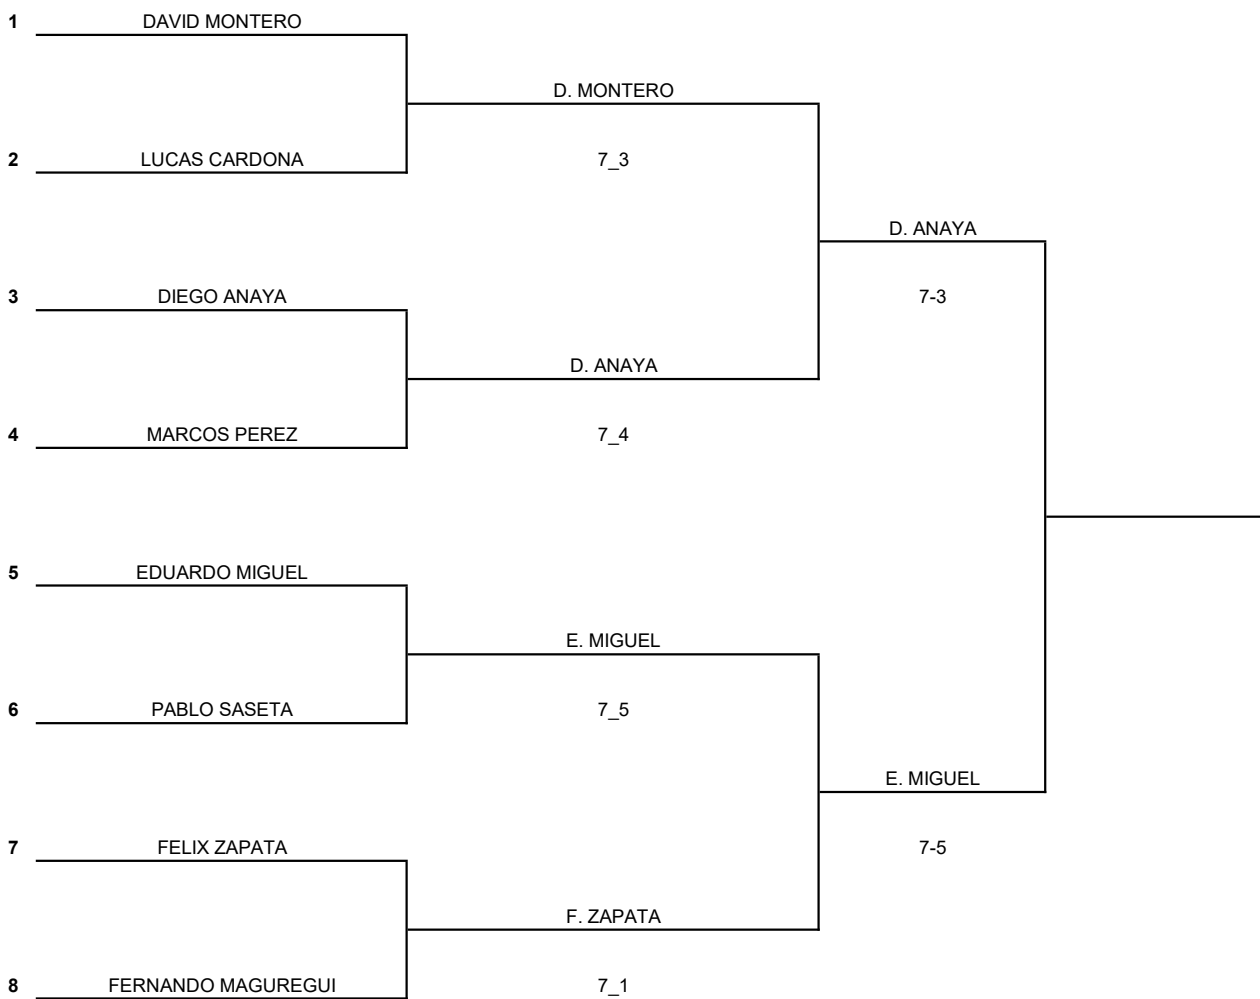 1 DAVID MONTERO
D. MONTERO
2 LUCAS CARDONA 7_3
D. ANAYA
3 DIEGO ANAYA 7-3
D. ANAYA
4 MARCOS PEREZ 7_4
5 EDUARDO MIGUEL
E. MIGUEL
6 PABLO SASETA 7_5
E. MIGUEL
7 FELIX ZAPATA 7-5
F. ZAPATA
8 FERNANDO MAGUREGUI 7_1